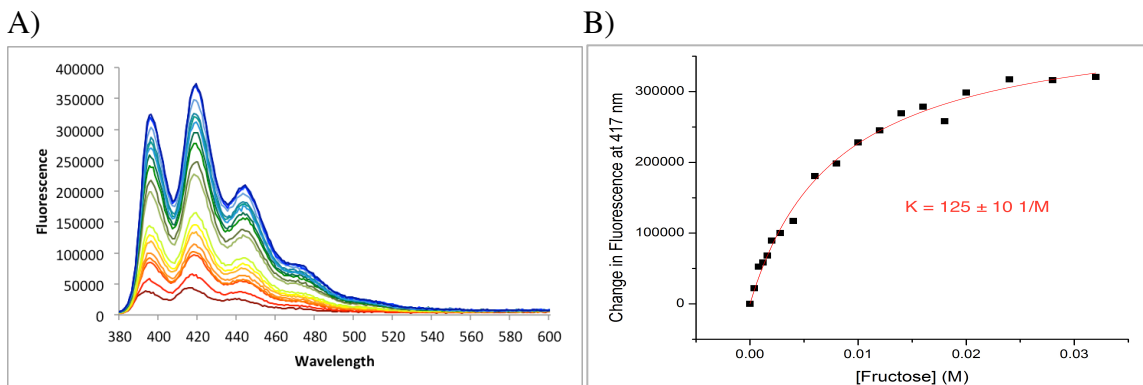 A)
B)
400000
350000
300000
250000
200000
150000
100000
50000
0
Fluorescence
380 400 420 440 460 480 500 520 540 560 580 600
Wavelength
300000
200000
100000
0
Change in Fluorescence at 417 nm
K = 125 ± 10 1/M
0.00 0.01 0.02 0.03
[Fructose] (M)